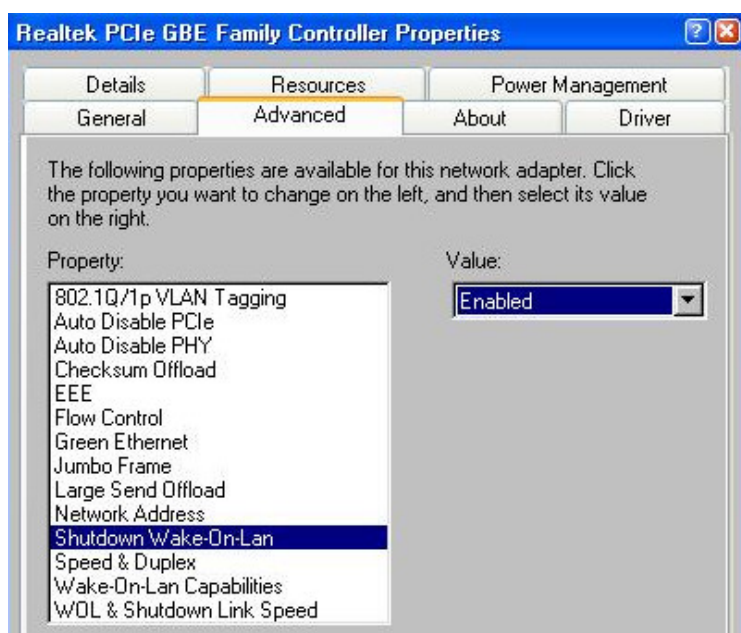 Realtek PCIe GBE Family Controller Properties
Details Resources Power Management
General Advanced About Driver
The following properties are available for this network adapter. Click
the property you want to change on the left, and then select its value
on the right.
Property:
Value:
802.1Q/1p VLAN Tagging
Enabled
Auto Disable PCIe
Auto Disable PHY
Checksum Offload
EEE
Flow Control
Green Ethernet
Jumbo Frame
Large Send Offload
Network Address
Shutdown Wake-On-Lan
Speed & Duplex
Wake-On-Lan Capabilities
WOL & Shutdown Link Speed